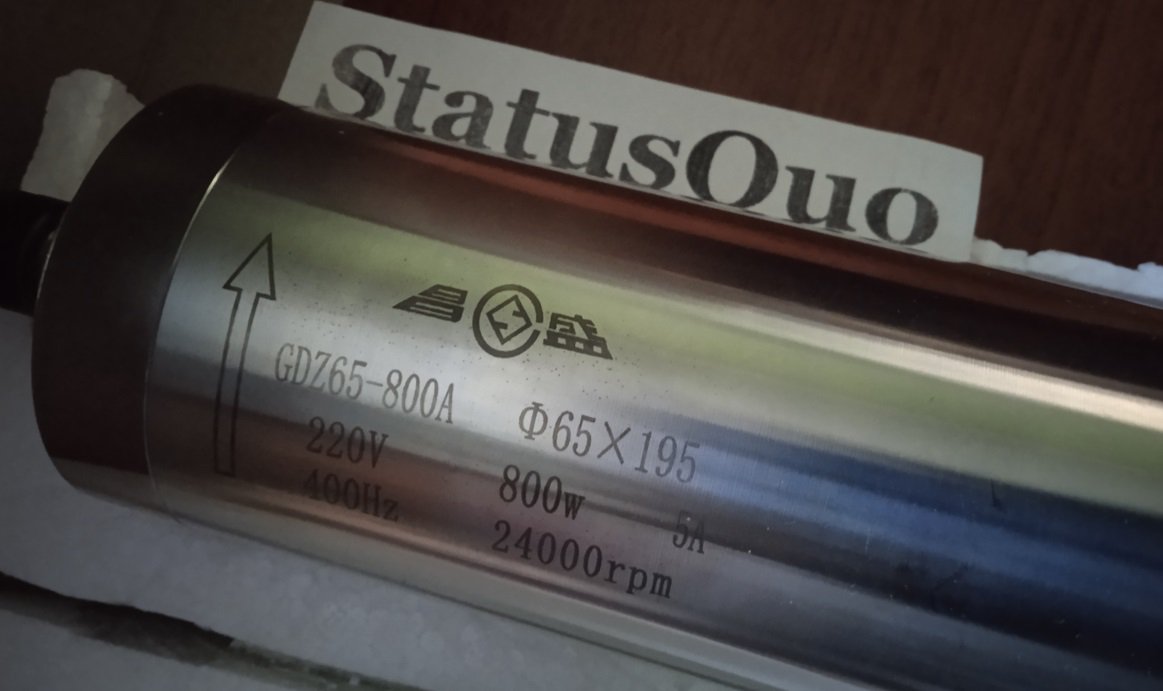 StatusQuo
昌盛
GDZ65-800A Φ65×195
220V 800w 5A
400Hz 24000rpm